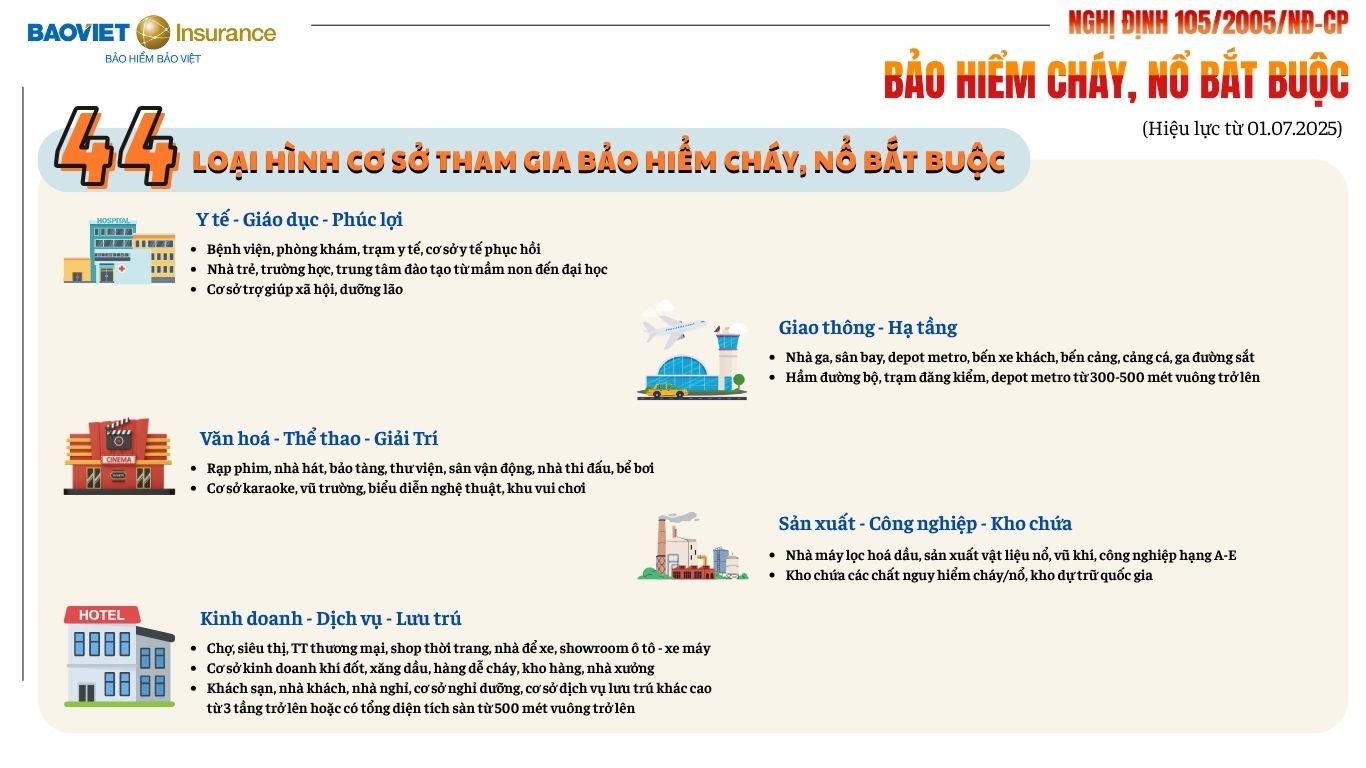 BAOVIET Insurance
BẢO HIỂM BẢO VIỆT
NGHỊ ĐỊNH 105/2005/NĐ-CP
BẢO HIỂM CHÁY, NỔ BẮT BUỘC
(Hiệu lực từ 01.07.2025)
44 LOẠI HÌNH CƠ SỞ THAM GIA BẢO HIỂM CHÁY, NỔ BẮT BUỘC
HOSPITAL
Y tế - Giáo dục - Phúc lợi
Bệnh viện, phòng khám, trạm y tế, cơ sở y tế phục hồi
Nhà trẻ, trường học, trung tâm đào tạo từ mầm non đến đại học
Cơ sở trợ giúp xã hội, dưỡng lão
Giao thông - Hạ tầng
Nhà ga, sân bay, depot metro, bến xe khách, bến cảng, cảng cá, ga đường sắt
Hầm đường bộ, trạm đăng kiểm, depot metro từ 300-500 mét vuông trở lên
CINEMA
Văn hoá - Thể thao - Giải Trí
Rạp phim, nhà hát, bảo tàng, thư viện, sân vận động, nhà thi đấu, bể bơi
Cơ sở karaoke, vũ trường, biểu diễn nghệ thuật, khu vui chơi
Sản xuất - Công nghiệp - Kho chứa
Nhà máy lọc hoá dầu, sản xuất vật liệu nổ, vũ khí, công nghiệp hạng A-E
Kho chứa các chất nguy hiểm cháy/nổ, kho dự trữ quốc gia
HOTEL
Kinh doanh - Dịch vụ - Lưu trú
Chợ, siêu thị, TT thương mại, shop thời trang, nhà để xe, showroom ô tô - xe máy
Cơ sở kinh doanh khí đốt, xăng dầu, hàng dễ cháy, kho hàng, nhà xưởng
Khách sạn, nhà khách, nhà nghỉ, cơ sở nghỉ dưỡng, cơ sở dịch vụ lưu trú khác cao
từ 3 tầng trở lên hoặc có tổng diện tích sàn từ 500 mét vuông trở lên